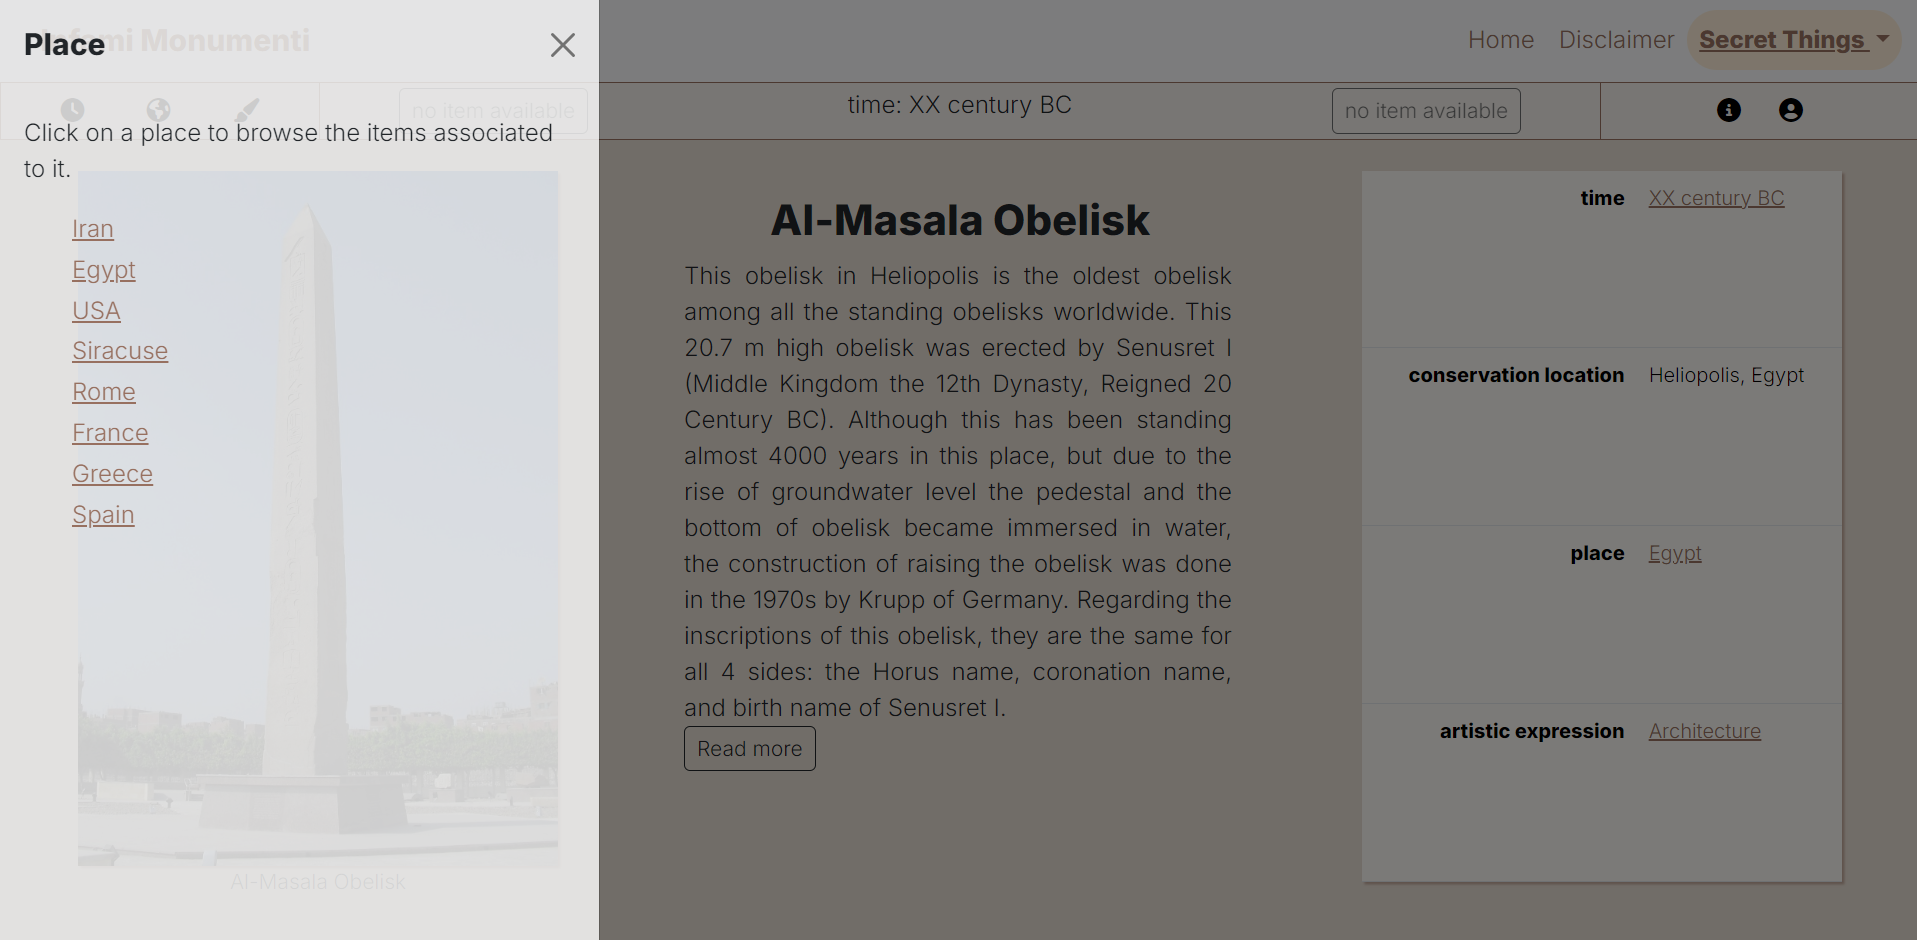 Place
Monumenti
Home
Disclaimer
Secret Things
no item available
time: XX century BC
no item available
Click on a place to browse the items associated
to it.
Iran
Egypt
USA
Siracuse
Rome
France
Greece
Spain
Al-Masala Obelisk
Al-Masala Obelisk
This obelisk in Heliopolis is the oldest obelisk
among all the standing obelisks worldwide. This
20.7 m high obelisk was erected by Senusret I
(Middle Kingdom the 12th Dynasty, Reigned 20
Century BC). Although this has been standing
almost 4000 years in this place, but due to the
rise of groundwater level the pedestal and the
bottom of obelisk became immersed in water,
the construction of raising the obelisk was done
in the 1970s by Krupp of Germany. Regarding the
inscriptions of this obelisk, they are the same for
all 4 sides: the Horus name, coronation name,
and birth name of Senusret I.
Read more
time XX century BC
conservation location Heliopolis, Egypt
place Egypt
artistic expression Architecture